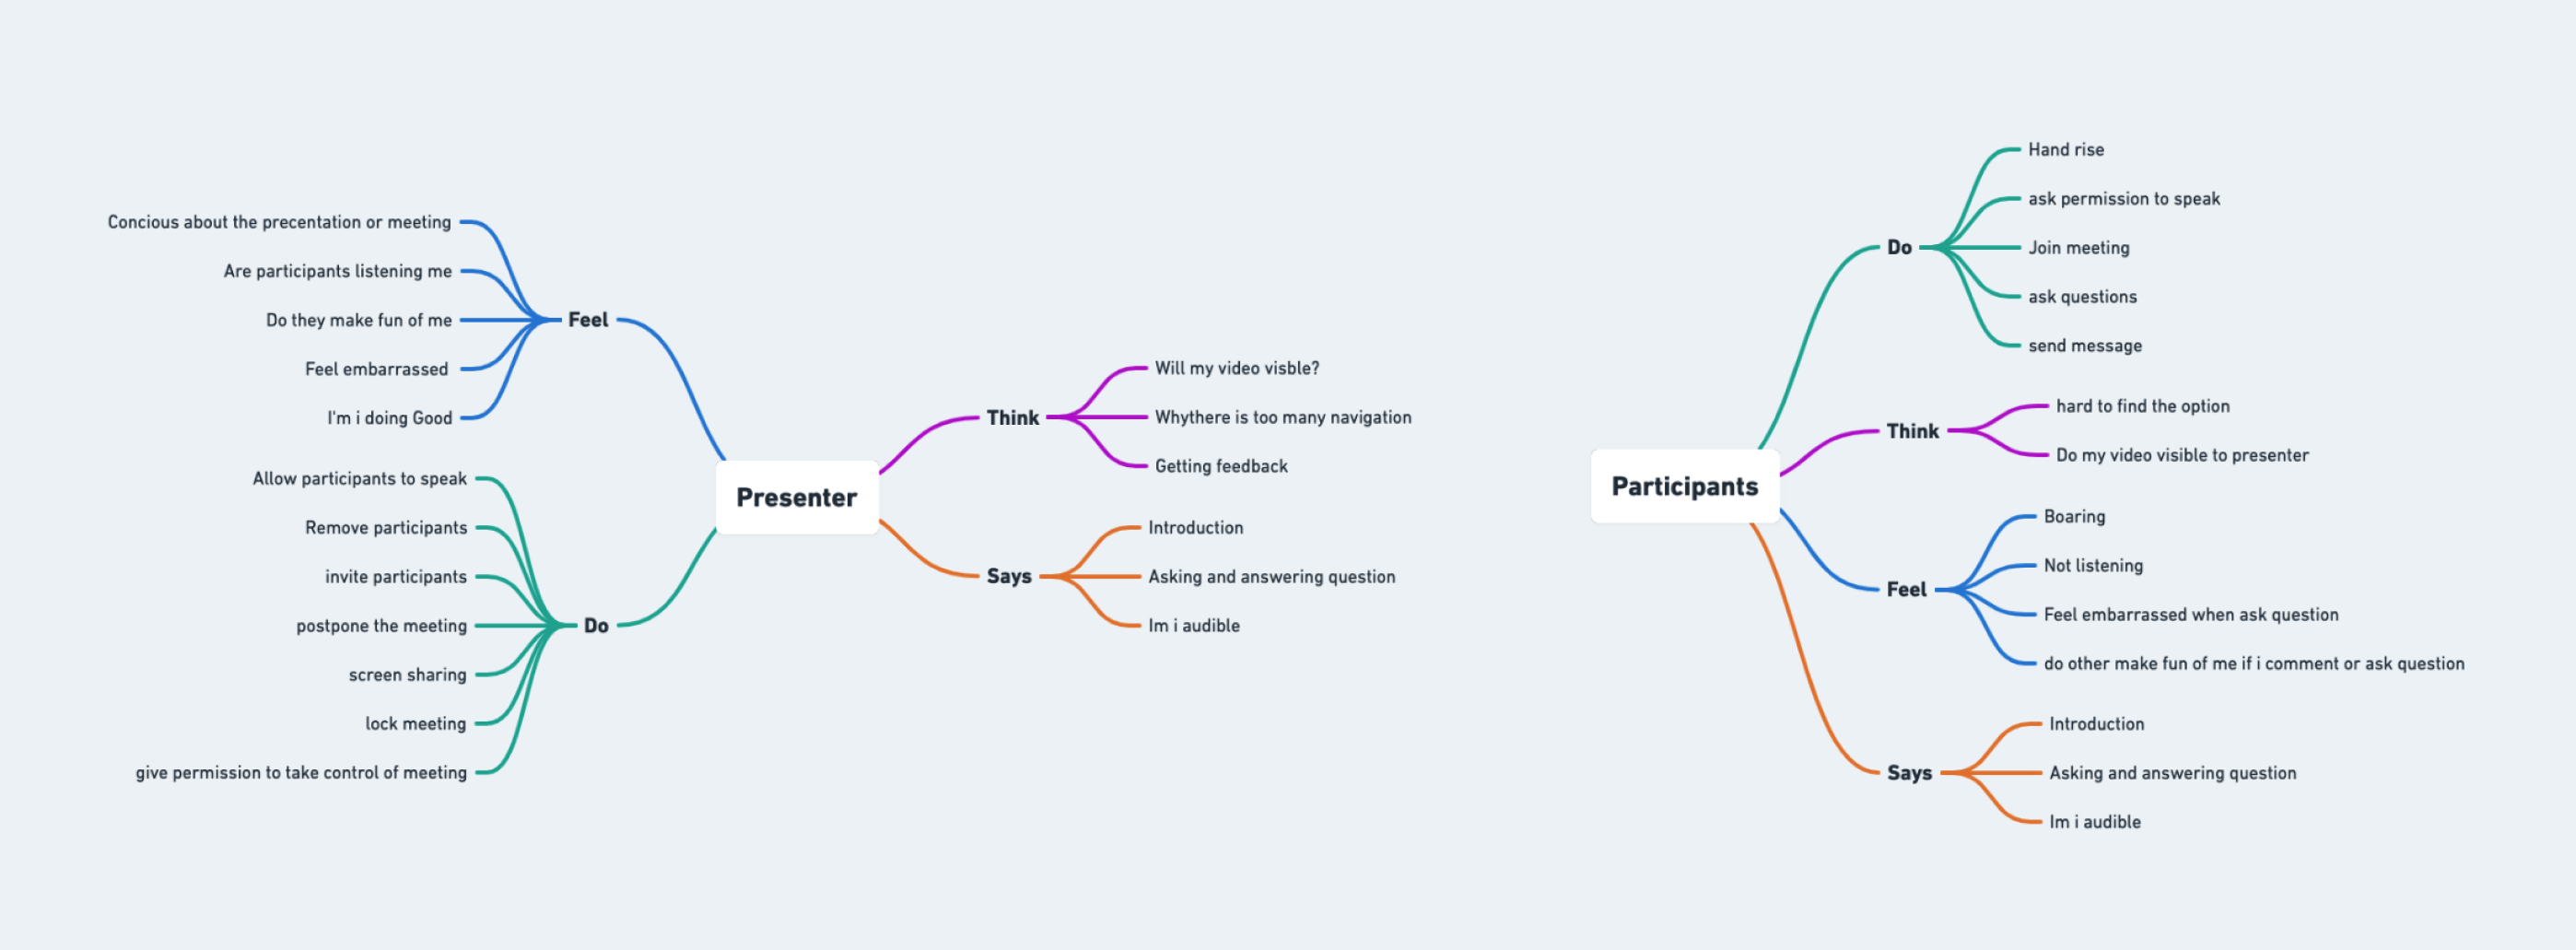 Presenter
Feel
Concious about the precentation or meeting
Are participants listening me
Do they make fun of me
Feel embarrassed
I'm i doing Good
Do
Allow participants to speak
Remove participants
invite participants
postpone the meeting
screen sharing
lock meeting
give permission to take control of meeting
Think
Will my video visble?
Whythere is too many navigation
Getting feedback
Says
Introduction
Asking and answering question
Im i audible
Participants
Do
Hand rise
ask permission to speak
Join meeting
ask questions
send message
Think
hard to find the option
Do my video visible to presenter
Feel
Boaring
Not listening
Feel embarrassed when ask question
do other make fun of me if i comment or ask question
Says
Introduction
Asking and answering question
Im i audible